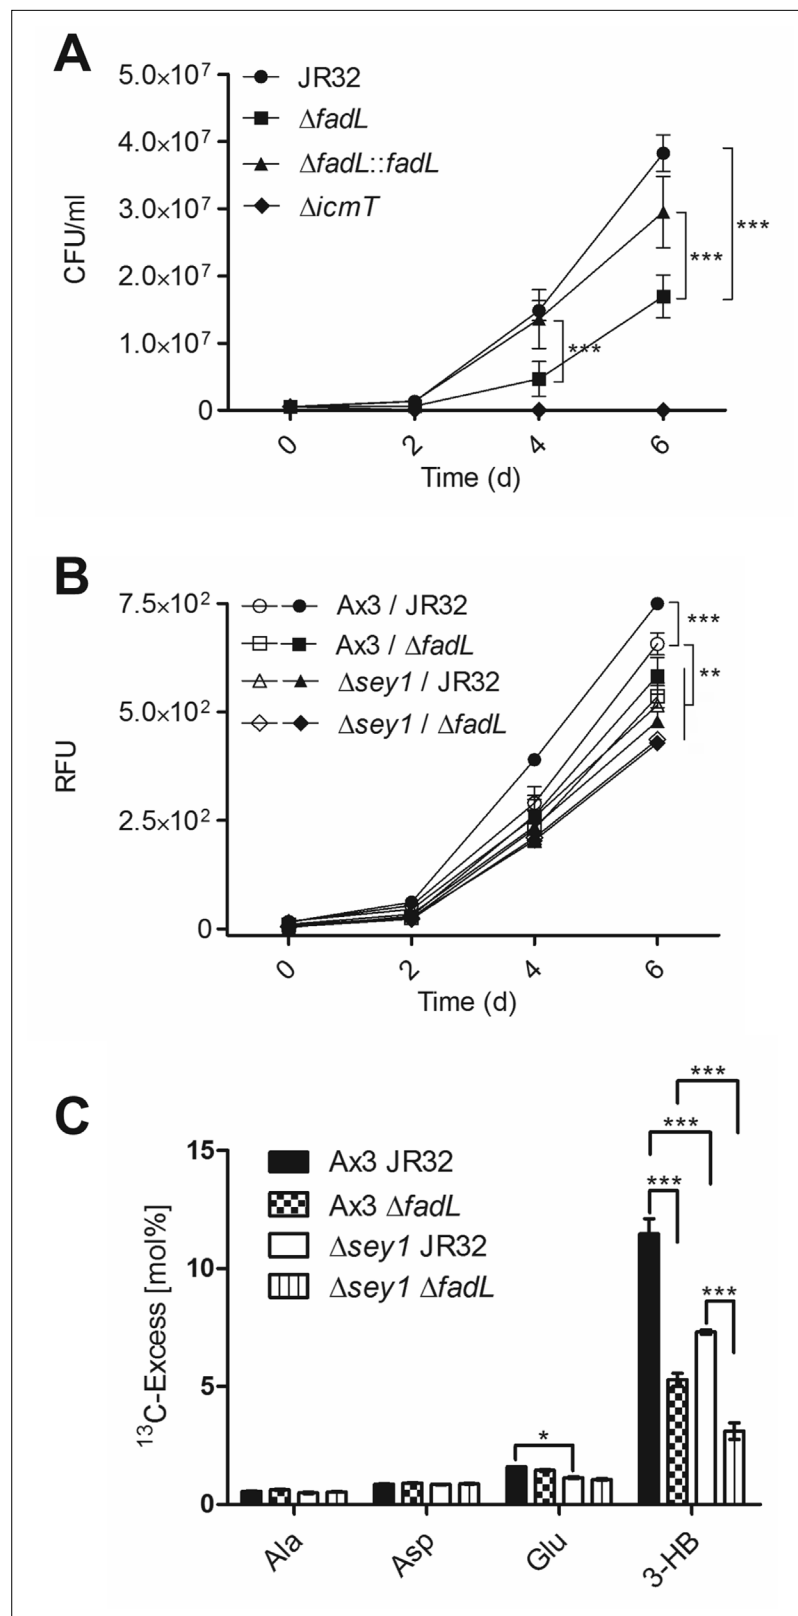 A
5.0×10⁷
4.0×10⁷
3.0×10⁷
2.0×10⁷
1.0×10⁷
0
CFU/ml
JR32
ΔfadL
ΔfadL::fadL
ΔicmT
***
***
***
0 2 4 6
Time (d)
B
7.5×10²
5.0×10²
2.5×10²
0
RFU
Ax3 / JR32
Ax3 / ΔfadL
Δsey1 / JR32
Δsey1 / ΔfadL
***
**
0 2 4 6
Time (d)
C
15
10
5
0
¹³C-Excess [mol%]
Ax3 JR32
Ax3 ΔfadL
Δsey1 JR32
Δsey1 ΔfadL
***
***
***
***
*
Ala Asp Glu 3-HB